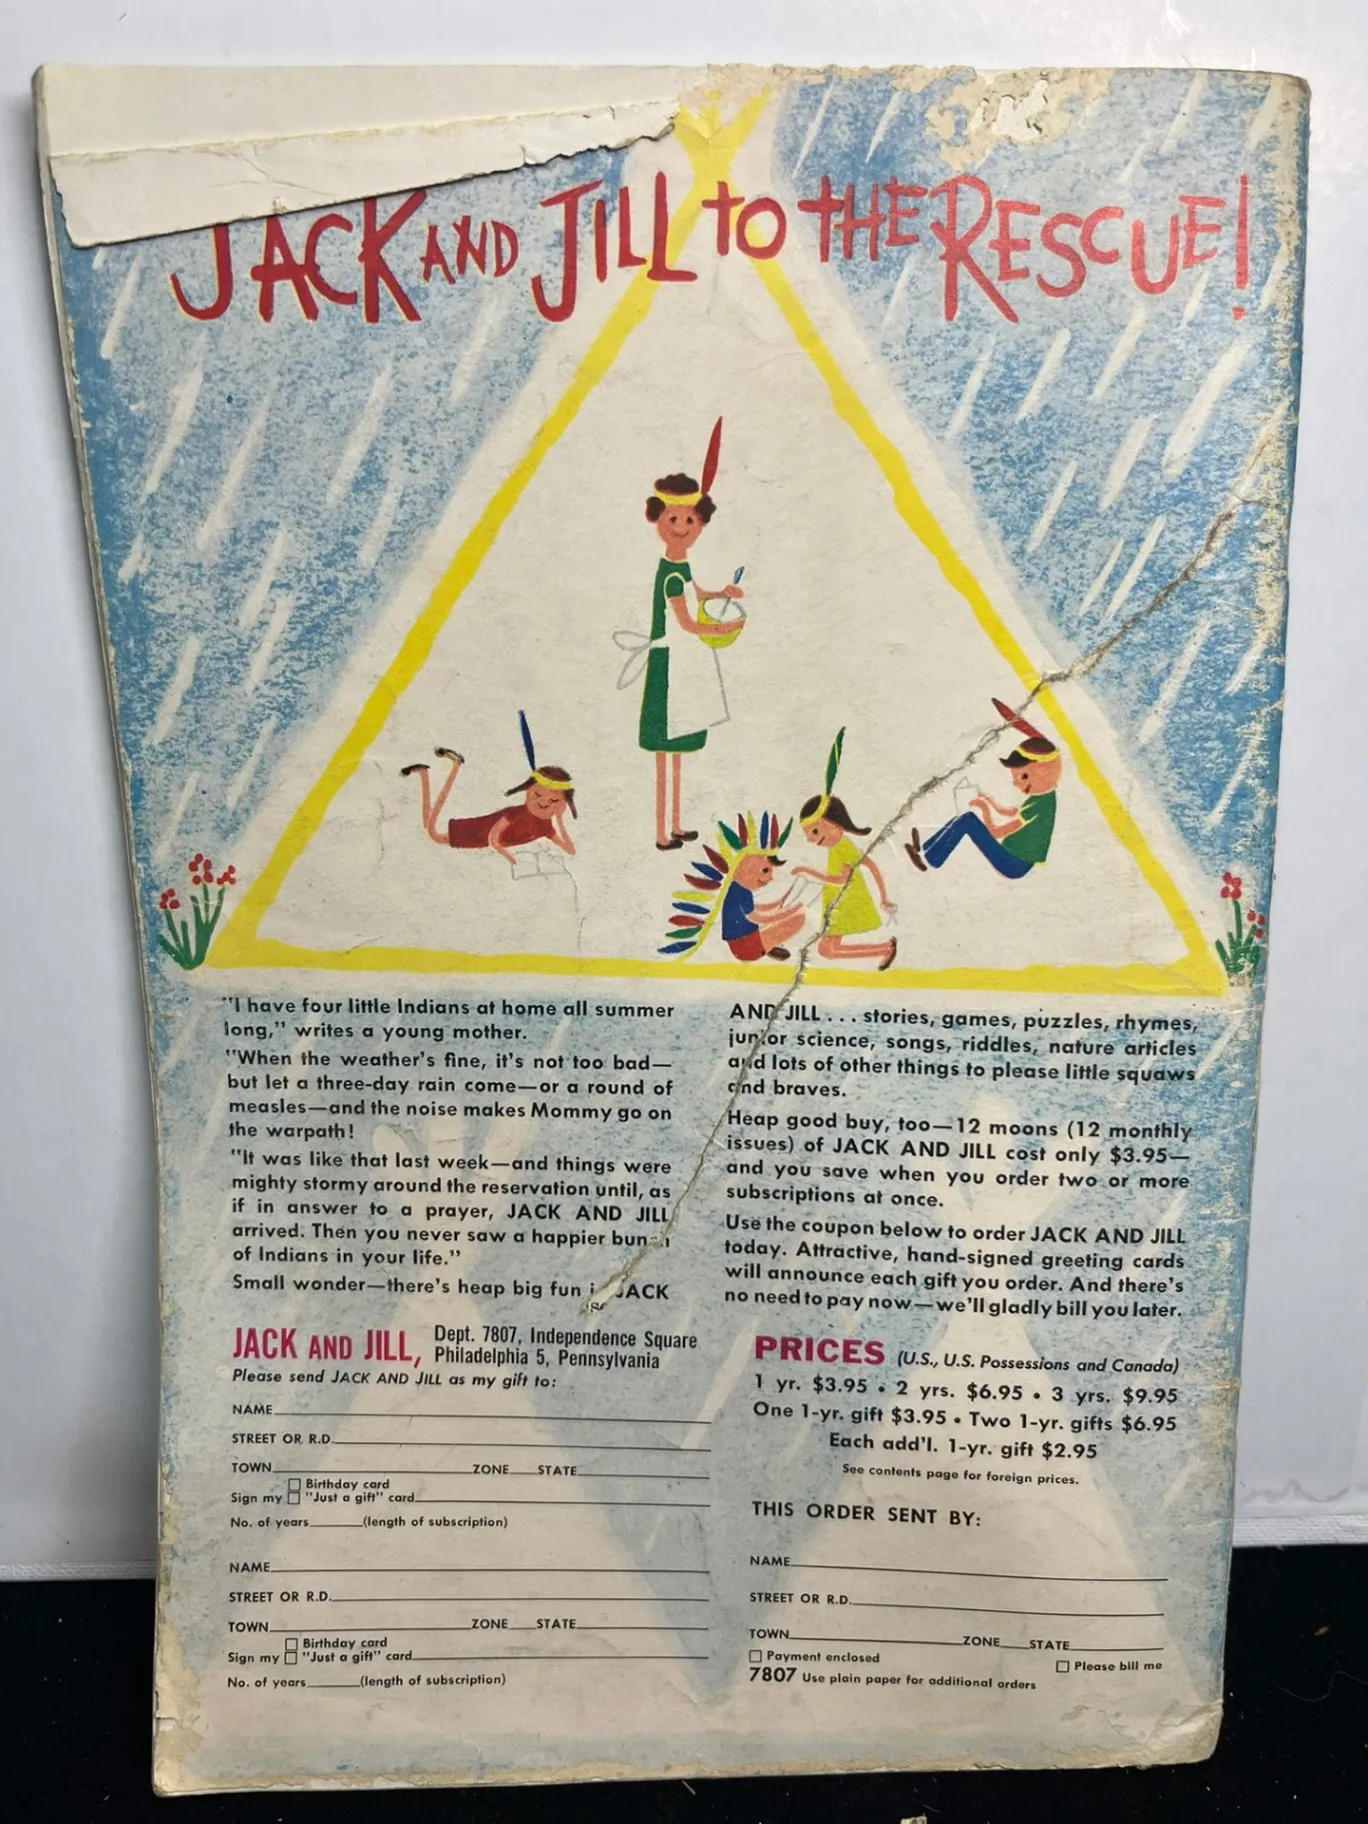 JACK AND JILL TO THE RESCUE!
"I have four little Indians at home all summer
long," writes a young mother.
"When the weather's fine, it's not too bad—
but let a three-day rain come—or a round of
measles—and the noise makes Mommy go on
the warpath!
"It was like that last week—and things were
mighty stormy around the reservation until, as
if in answer to a prayer, JACK AND JILL
arrived. Then you never saw a happier bunch
of Indians in your life."
Small wonder—there's heap big fun in JACK
AND JILL . . . stories, games, puzzles, rhymes,
junior science, songs, riddles, nature articles
and lots of other things to please little squaws
and braves.
Heap good buy, too—12 moons (12 monthly
issues) of JACK AND JILL cost only $3.95—
and you save when you order two or more
subscriptions at once.
Use the coupon below to order JACK AND JILL
today. Attractive, hand-signed greeting cards
will announce each gift you order. And there's
no need to pay now—we'll gladly bill you later.
JACK AND JILL, Dept. 7807, Independence Square
Philadelphia 5, Pennsylvania
Please send JACK AND JILL as my gift to:
NAME
STREET OR R.D.
TOWN ZONE STATE
Birthday card
Sign my "Just a gift" card
No. of years (length of subscription)
NAME
STREET OR R.D.
TOWN ZONE STATE
Birthday card
Sign my "Just a gift" card
No. of years (length of subscription)
PRICES (U.S., U.S. Possessions and Canada)
1 yr. $3.95 • 2 yrs. $6.95 • 3 yrs. $9.95
One 1-yr. gift $3.95 • Two 1-yr. gifts $6.95
Each add'l. 1-yr. gift $2.95
See contents page for foreign prices.
THIS ORDER SENT BY:
NAME
STREET OR R.D.
TOWN ZONE STATE
Payment enclosed Please bill me
7807 Use plain paper for additional orders